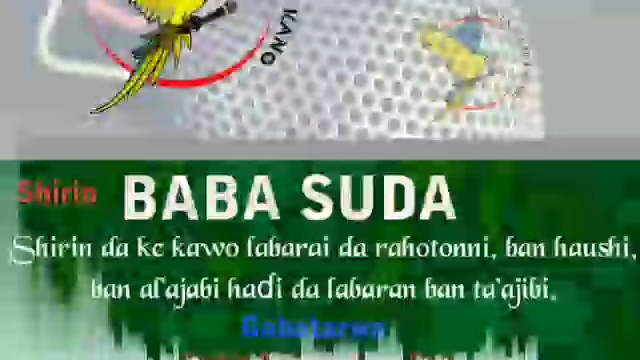 KANO
Shirin BABA SUDA
Shirin da ke kawo labarai da rahotonni, ban haushi,
ban al'ajabi hadi da labaran ban ta'ajibi.
Gabatarwa